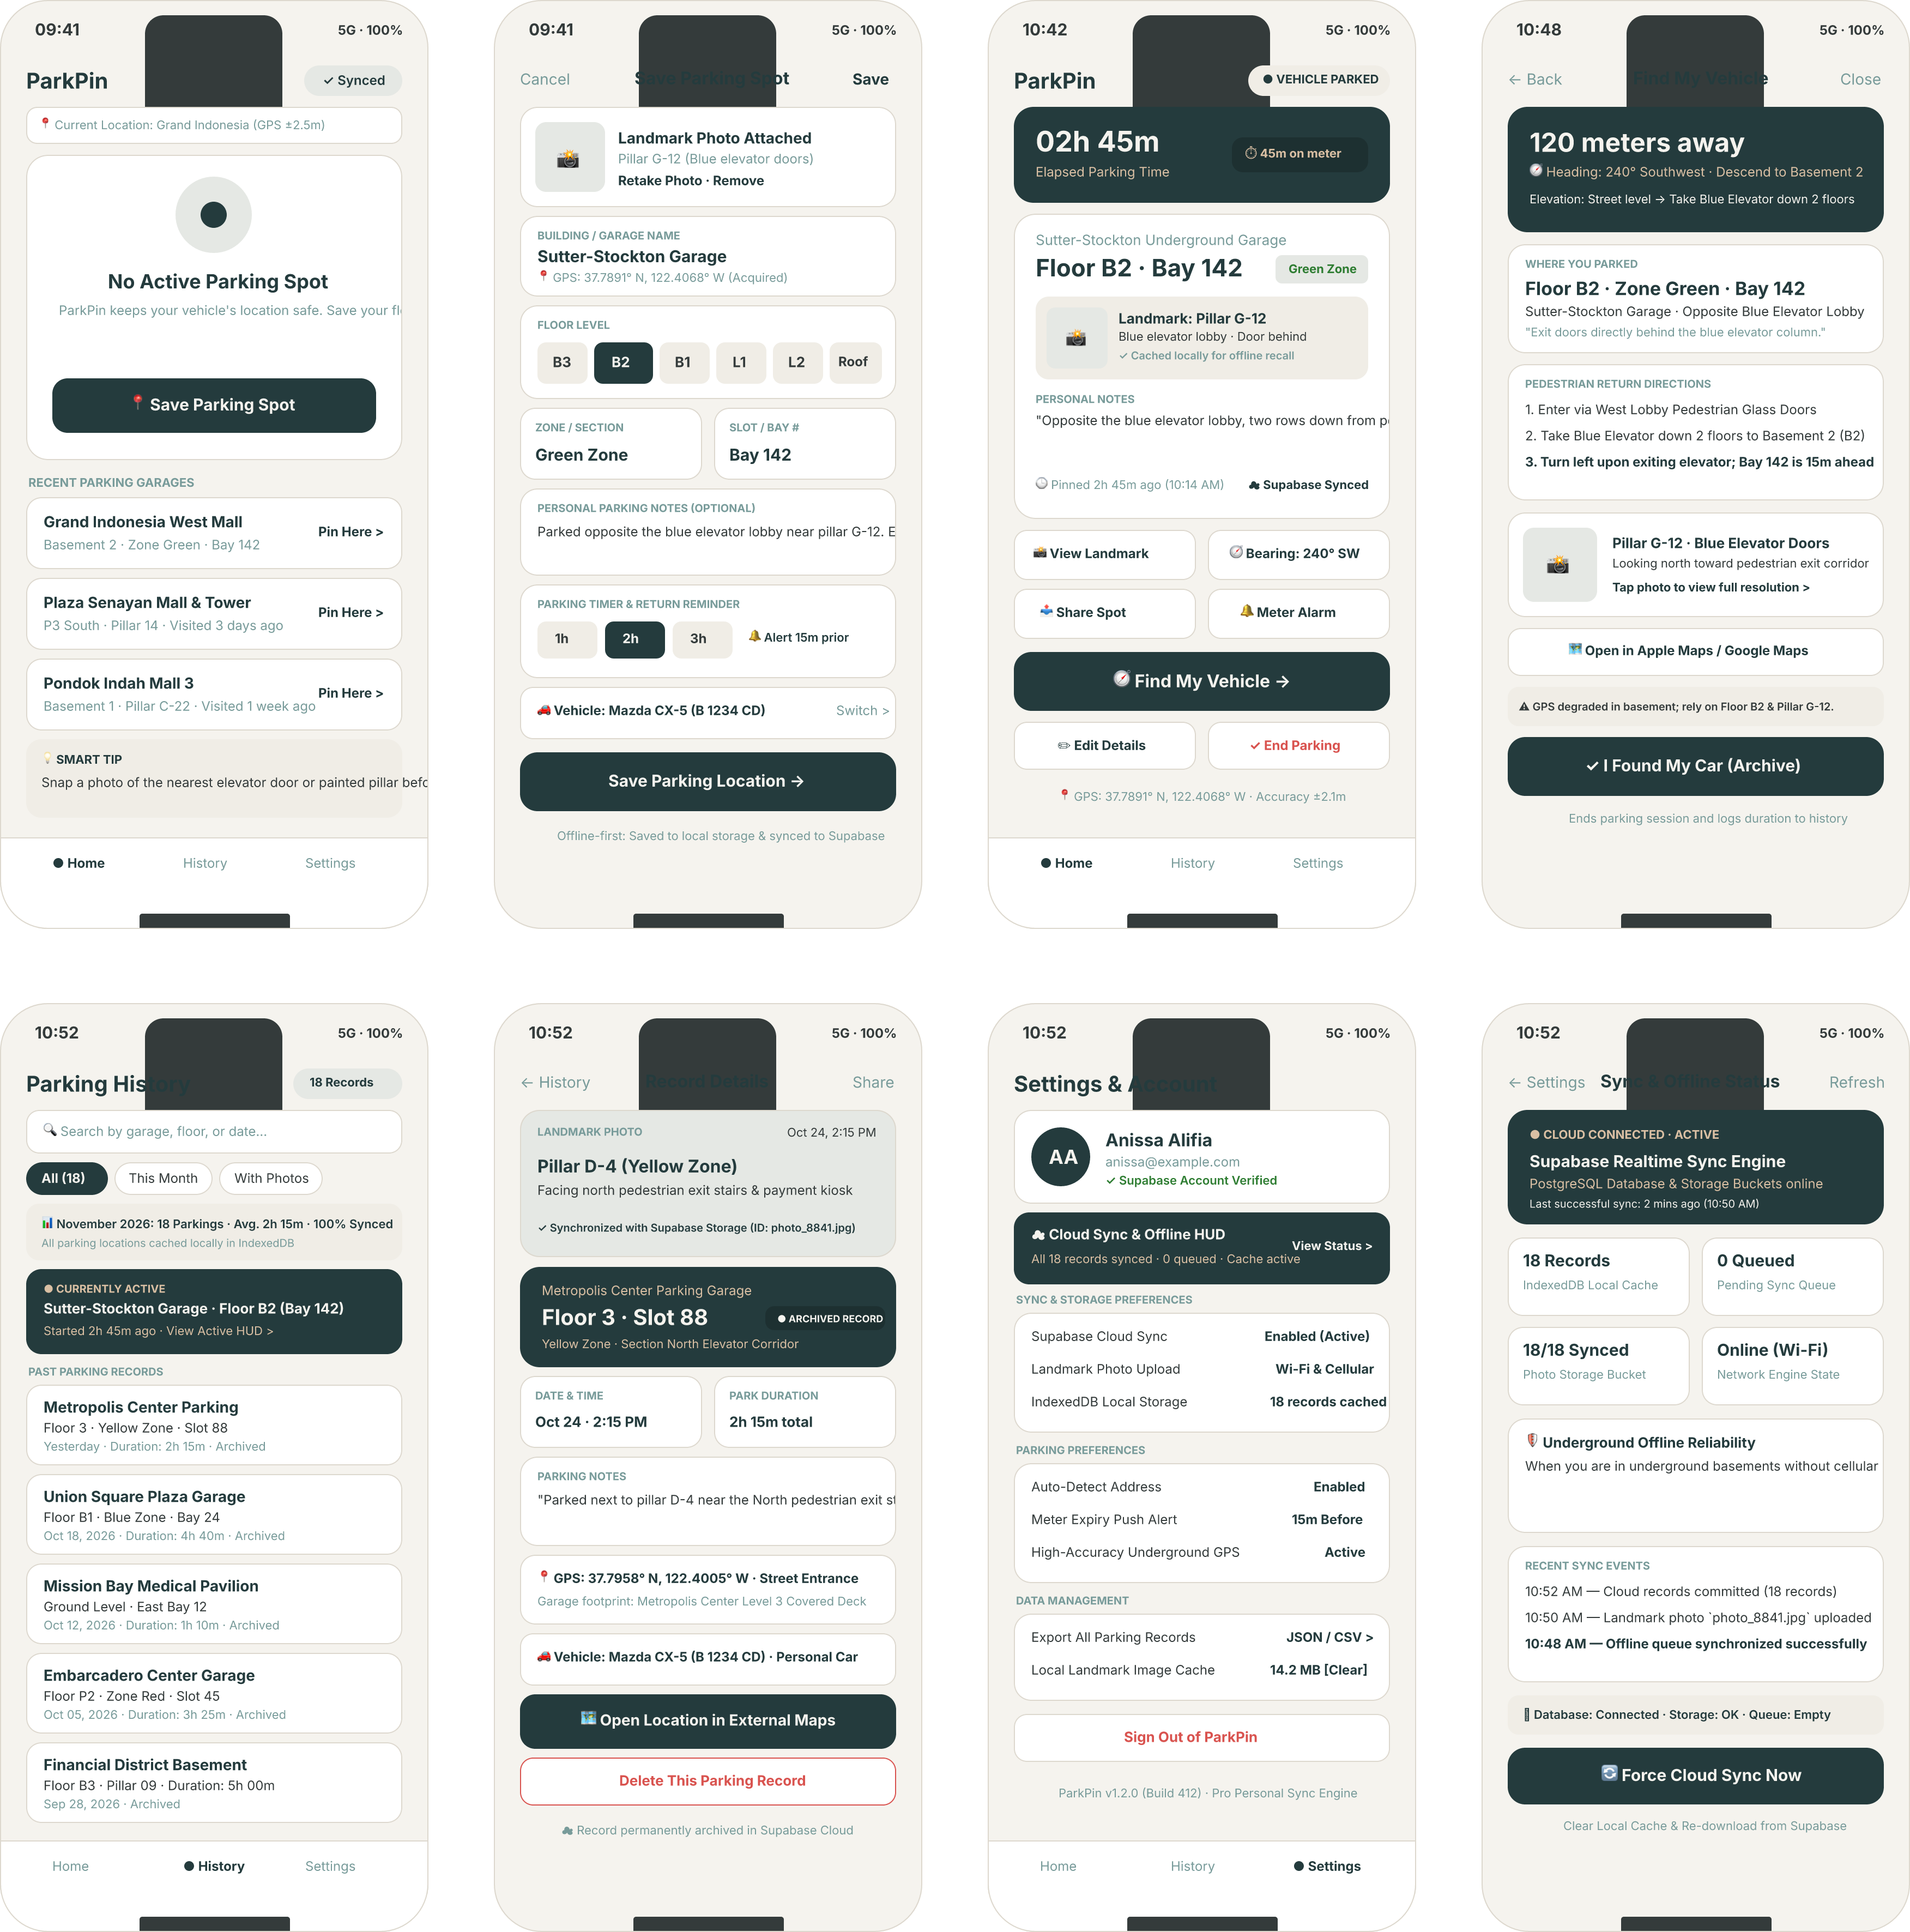 09:41
5G · 100%
ParkPin
✓ Synced
📍 Current Location: Grand Indonesia (GPS ±2.5m)
No Active Parking Spot
ParkPin keeps your vehicle's location safe. Save your fl
📍 Save Parking Spot
RECENT PARKING GARAGES
Grand Indonesia West Mall
Basement 2 · Zone Green · Bay 142
Pin Here >
Plaza Senayan Mall & Tower
P3 South · Pillar 14 · Visited 3 days ago
Pin Here >
Pondok Indah Mall 3
Basement 1 · Pillar C-22 · Visited 1 week ago
Pin Here >
💡 SMART TIP
Snap a photo of the nearest elevator door or painted pillar befo
● Home
History
Settings
09:41
5G · 100%
Cancel
Save Parking Spot
Save
📸
Landmark Photo Attached
Pillar G-12 (Blue elevator doors)
Retake Photo · Remove
BUILDING / GARAGE NAME
Sutter-Stockton Garage
📍 GPS: 37.7891° N, 122.4068° W (Acquired)
FLOOR LEVEL
B3
B2
B1
L1
L2
Roof
ZONE / SECTION
Green Zone
SLOT / BAY #
Bay 142
PERSONAL PARKING NOTES (OPTIONAL)
Parked opposite the blue elevator lobby near pillar G-12. E
PARKING TIMER & RETURN REMINDER
1h
2h
3h
🔔 Alert 15m prior
🚗 Vehicle: Mazda CX-5 (B 1234 CD)
Switch >
Save Parking Location →
Offline-first: Saved to local storage & synced to Supabase
10:42
5G · 100%
ParkPin
● VEHICLE PARKED
02h 45m
Elapsed Parking Time
⏱ 45m on meter
Sutter-Stockton Underground Garage
Floor B2 · Bay 142
Green Zone
📸
Landmark: Pillar G-12
Blue elevator lobby · Door behind
✓ Cached locally for offline recall
PERSONAL NOTES
"Opposite the blue elevator lobby, two rows down from p
🕒 Pinned 2h 45m ago (10:14 AM)
☁ Supabase Synced
📸 View Landmark
🧭 Bearing: 240° SW
📤 Share Spot
🔔 Meter Alarm
🧭 Find My Vehicle →
✏ Edit Details
✓ End Parking
📍 GPS: 37.7891° N, 122.4068° W · Accuracy ±2.1m
● Home
History
Settings
10:48
5G · 100%
← Back
Find My Vehicle
Close
120 meters away
🧭 Heading: 240° Southwest · Descend to Basement 2
Elevation: Street level → Take Blue Elevator down 2 floors
WHERE YOU PARKED
Floor B2 · Zone Green · Bay 142
Sutter-Stockton Garage · Opposite Blue Elevator Lobby
"Exit doors directly behind the blue elevator column."
PEDESTRIAN RETURN DIRECTIONS
1. Enter via West Lobby Pedestrian Glass Doors
2. Take Blue Elevator down 2 floors to Basement 2 (B2)
3. Turn left upon exiting elevator; Bay 142 is 15m ahead
📸
Pillar G-12 · Blue Elevator Doors
Looking north toward pedestrian exit corridor
Tap photo to view full resolution >
🗺 Open in Apple Maps / Google Maps
⚠ GPS degraded in basement; rely on Floor B2 & Pillar G-12.
✓ I Found My Car (Archive)
Ends parking session and logs duration to history
10:52
5G · 100%
Parking History
18 Records
🔍 Search by garage, floor, or date...
All (18)
This Month
With Photos
📊 November 2026: 18 Parkings · Avg. 2h 15m · 100% Synced
All parking locations cached locally in IndexedDB
● CURRENTLY ACTIVE
Sutter-Stockton Garage · Floor B2 (Bay 142)
Started 2h 45m ago · View Active HUD >
PAST PARKING RECORDS
Metropolis Center Parking
Floor 3 · Yellow Zone · Slot 88
Yesterday · Duration: 2h 15m · Archived
Union Square Plaza Garage
Floor B1 · Blue Zone · Bay 24
Oct 18, 2026 · Duration: 4h 40m · Archived
Mission Bay Medical Pavilion
Ground Level · East Bay 12
Oct 12, 2026 · Duration: 1h 10m · Archived
Embarcadero Center Garage
Floor P2 · Zone Red · Slot 45
Oct 05, 2026 · Duration: 3h 25m · Archived
Financial District Basement
Floor B3 · Pillar 09 · Duration: 5h 00m
Sep 28, 2026 · Archived
Home
● History
Settings
10:52
5G · 100%
← History
Record Details
Share
LANDMARK PHOTO
Oct 24, 2:15 PM
Pillar D-4 (Yellow Zone)
Facing north pedestrian exit stairs & payment kiosk
✓ Synchronized with Supabase Storage (ID: photo_8841.jpg)
Metropolis Center Parking Garage
Floor 3 · Slot 88
● ARCHIVED RECORD
Yellow Zone · Section North Elevator Corridor
DATE & TIME
Oct 24 · 2:15 PM
PARK DURATION
2h 15m total
PARKING NOTES
"Parked next to pillar D-4 near the North pedestrian exit st
📍 GPS: 37.7958° N, 122.4005° W · Street Entrance
Garage footprint: Metropolis Center Level 3 Covered Deck
🚗 Vehicle: Mazda CX-5 (B 1234 CD) · Personal Car
🗺 Open Location in External Maps
Delete This Parking Record
☁ Record permanently archived in Supabase Cloud
10:52
5G · 100%
Settings & Account
AA
Anissa Alifia
anissa@example.com
✓ Supabase Account Verified
☁ Cloud Sync & Offline HUD
All 18 records synced · 0 queued · Cache active
View Status >
SYNC & STORAGE PREFERENCES
Supabase Cloud Sync
Enabled (Active)
Landmark Photo Upload
Wi-Fi & Cellular
IndexedDB Local Storage
18 records cached
PARKING PREFERENCES
Auto-Detect Address
Enabled
Meter Expiry Push Alert
15m Before
High-Accuracy Underground GPS
Active
DATA MANAGEMENT
Export All Parking Records
JSON / CSV >
Local Landmark Image Cache
14.2 MB [Clear]
Sign Out of ParkPin
ParkPin v1.2.0 (Build 412) · Pro Personal Sync Engine
Home
History
● Settings
10:52
5G · 100%
← Settings
Sync & Offline Status
Refresh
● CLOUD CONNECTED · ACTIVE
Supabase Realtime Sync Engine
PostgreSQL Database & Storage Buckets online
Last successful sync: 2 mins ago (10:50 AM)
18 Records
IndexedDB Local Cache
0 Queued
Pending Sync Queue
18/18 Synced
Photo Storage Bucket
Online (Wi-Fi)
Network Engine State
🛡 Underground Offline Reliability
When you are in underground basements without cellular
RECENT SYNC EVENTS
10:52 AM — Cloud records committed (18 records)
10:50 AM — Landmark photo `photo_8841.jpg` uploaded
10:48 AM — Offline queue synchronized successfully
Database: Connected · Storage: OK · Queue: Empty
🔄 Force Cloud Sync Now
Clear Local Cache & Re-download from Supabase